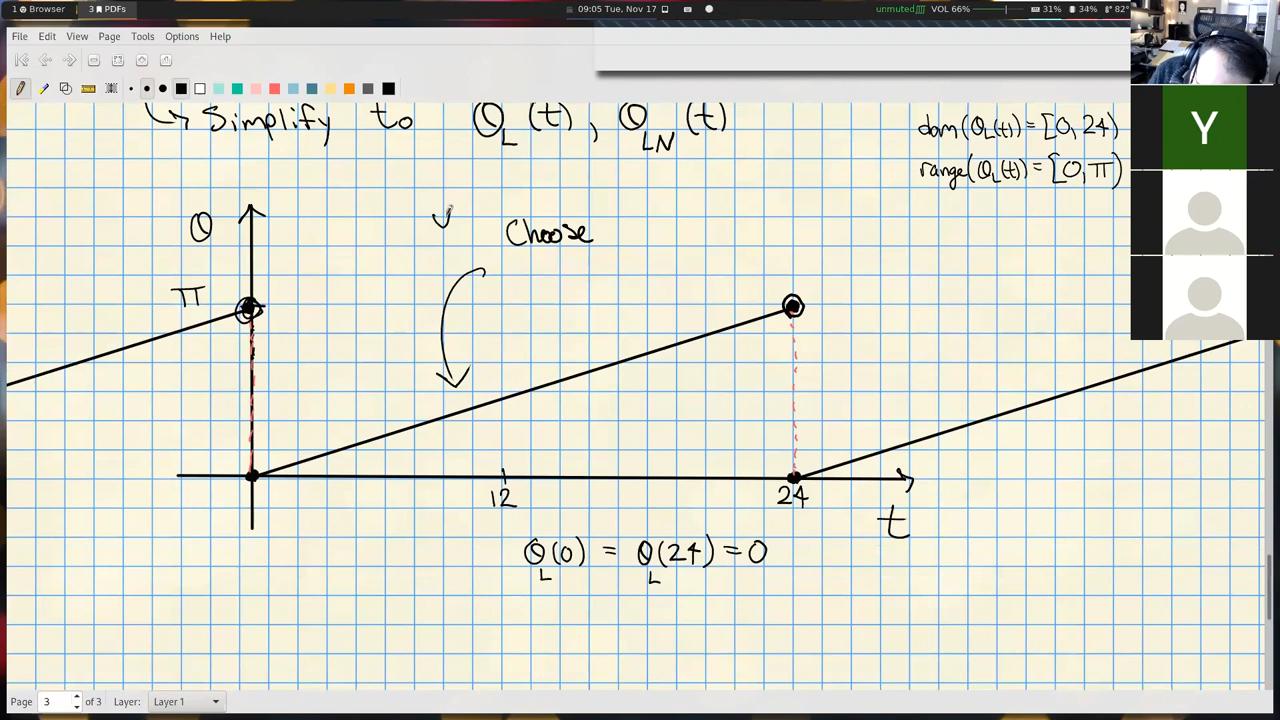 1 Browser 3 PDFs 09:05 Tue, Nov 17 unmuted VOL 66% 31% 34% 82°
File Edit View Page Tools Options Help
↳ Simplify to θ_L(t), θ_LN(t)
dom(θ_L(t)) = [0, 24)
range(θ_L(t)) = [0, π)
Y
θ
Choose
π
12
24
t
θ_L(0) = θ_L(24) = 0
Page 3 of 3 Layer: Layer 1